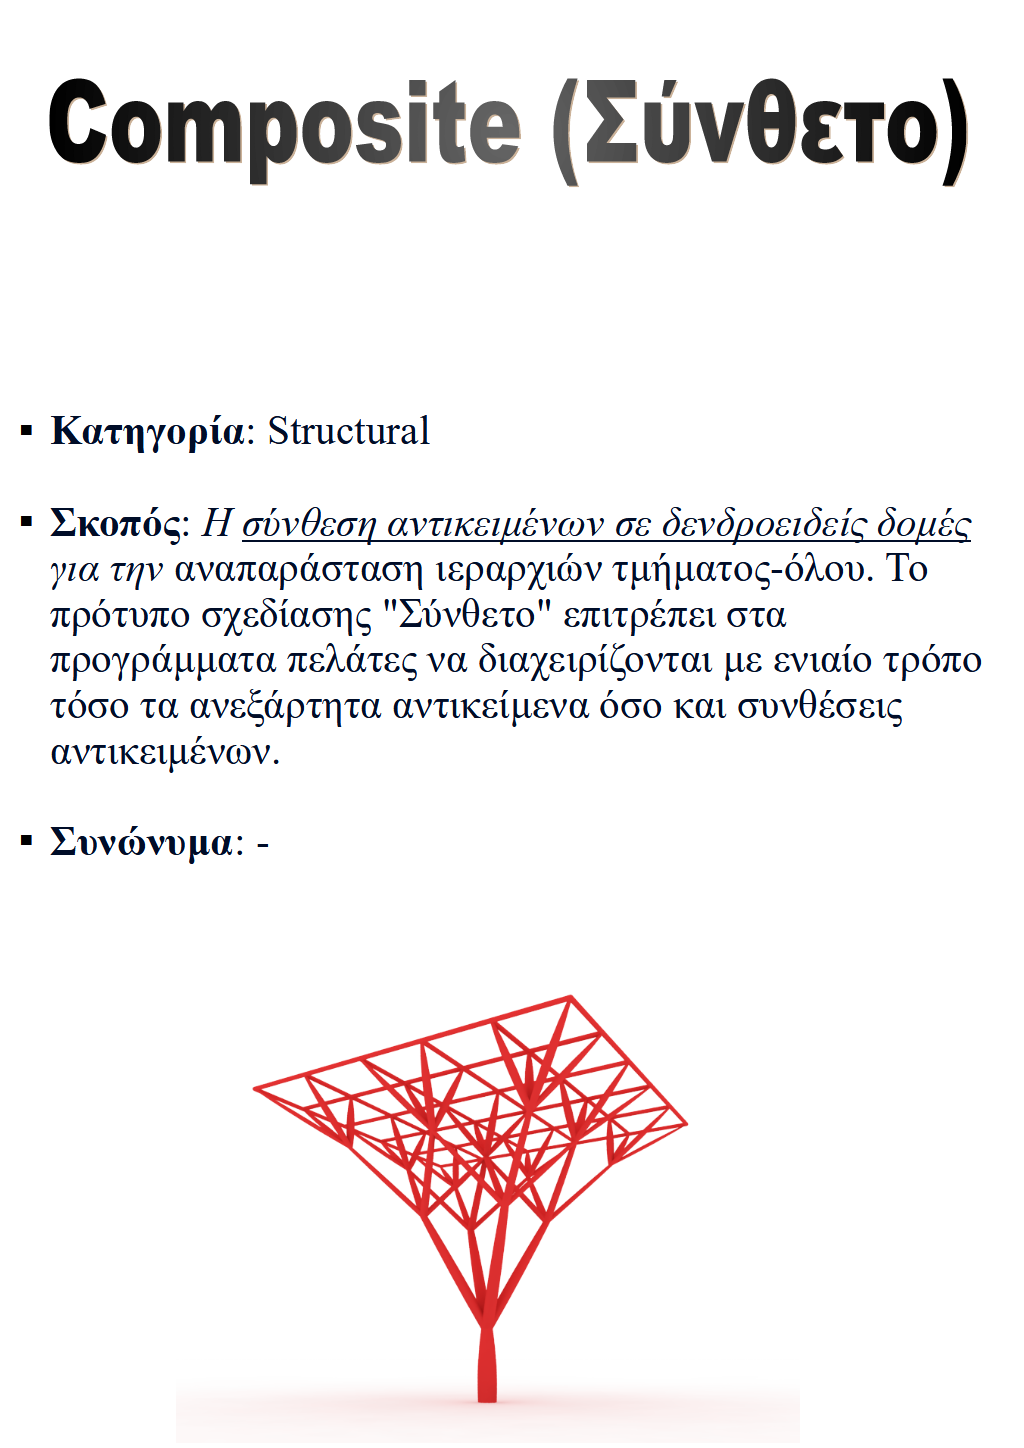 Composite (Σύνθετο)
▪ Κατηγορία: Structural
▪ Σκοπός: Η σύνθεση αντικειμένων σε δενδροειδείς δομές
για την αναπαράσταση ιεραρχιών τμήματος-όλου. Το
πρότυπο σχεδίασης "Σύνθετο" επιτρέπει στα
προγράμματα πελάτες να διαχειρίζονται με ενιαίο τρόπο
τόσο τα ανεξάρτητα αντικείμενα όσο και συνθέσεις
αντικειμένων.
▪ Συνώνυμα: -